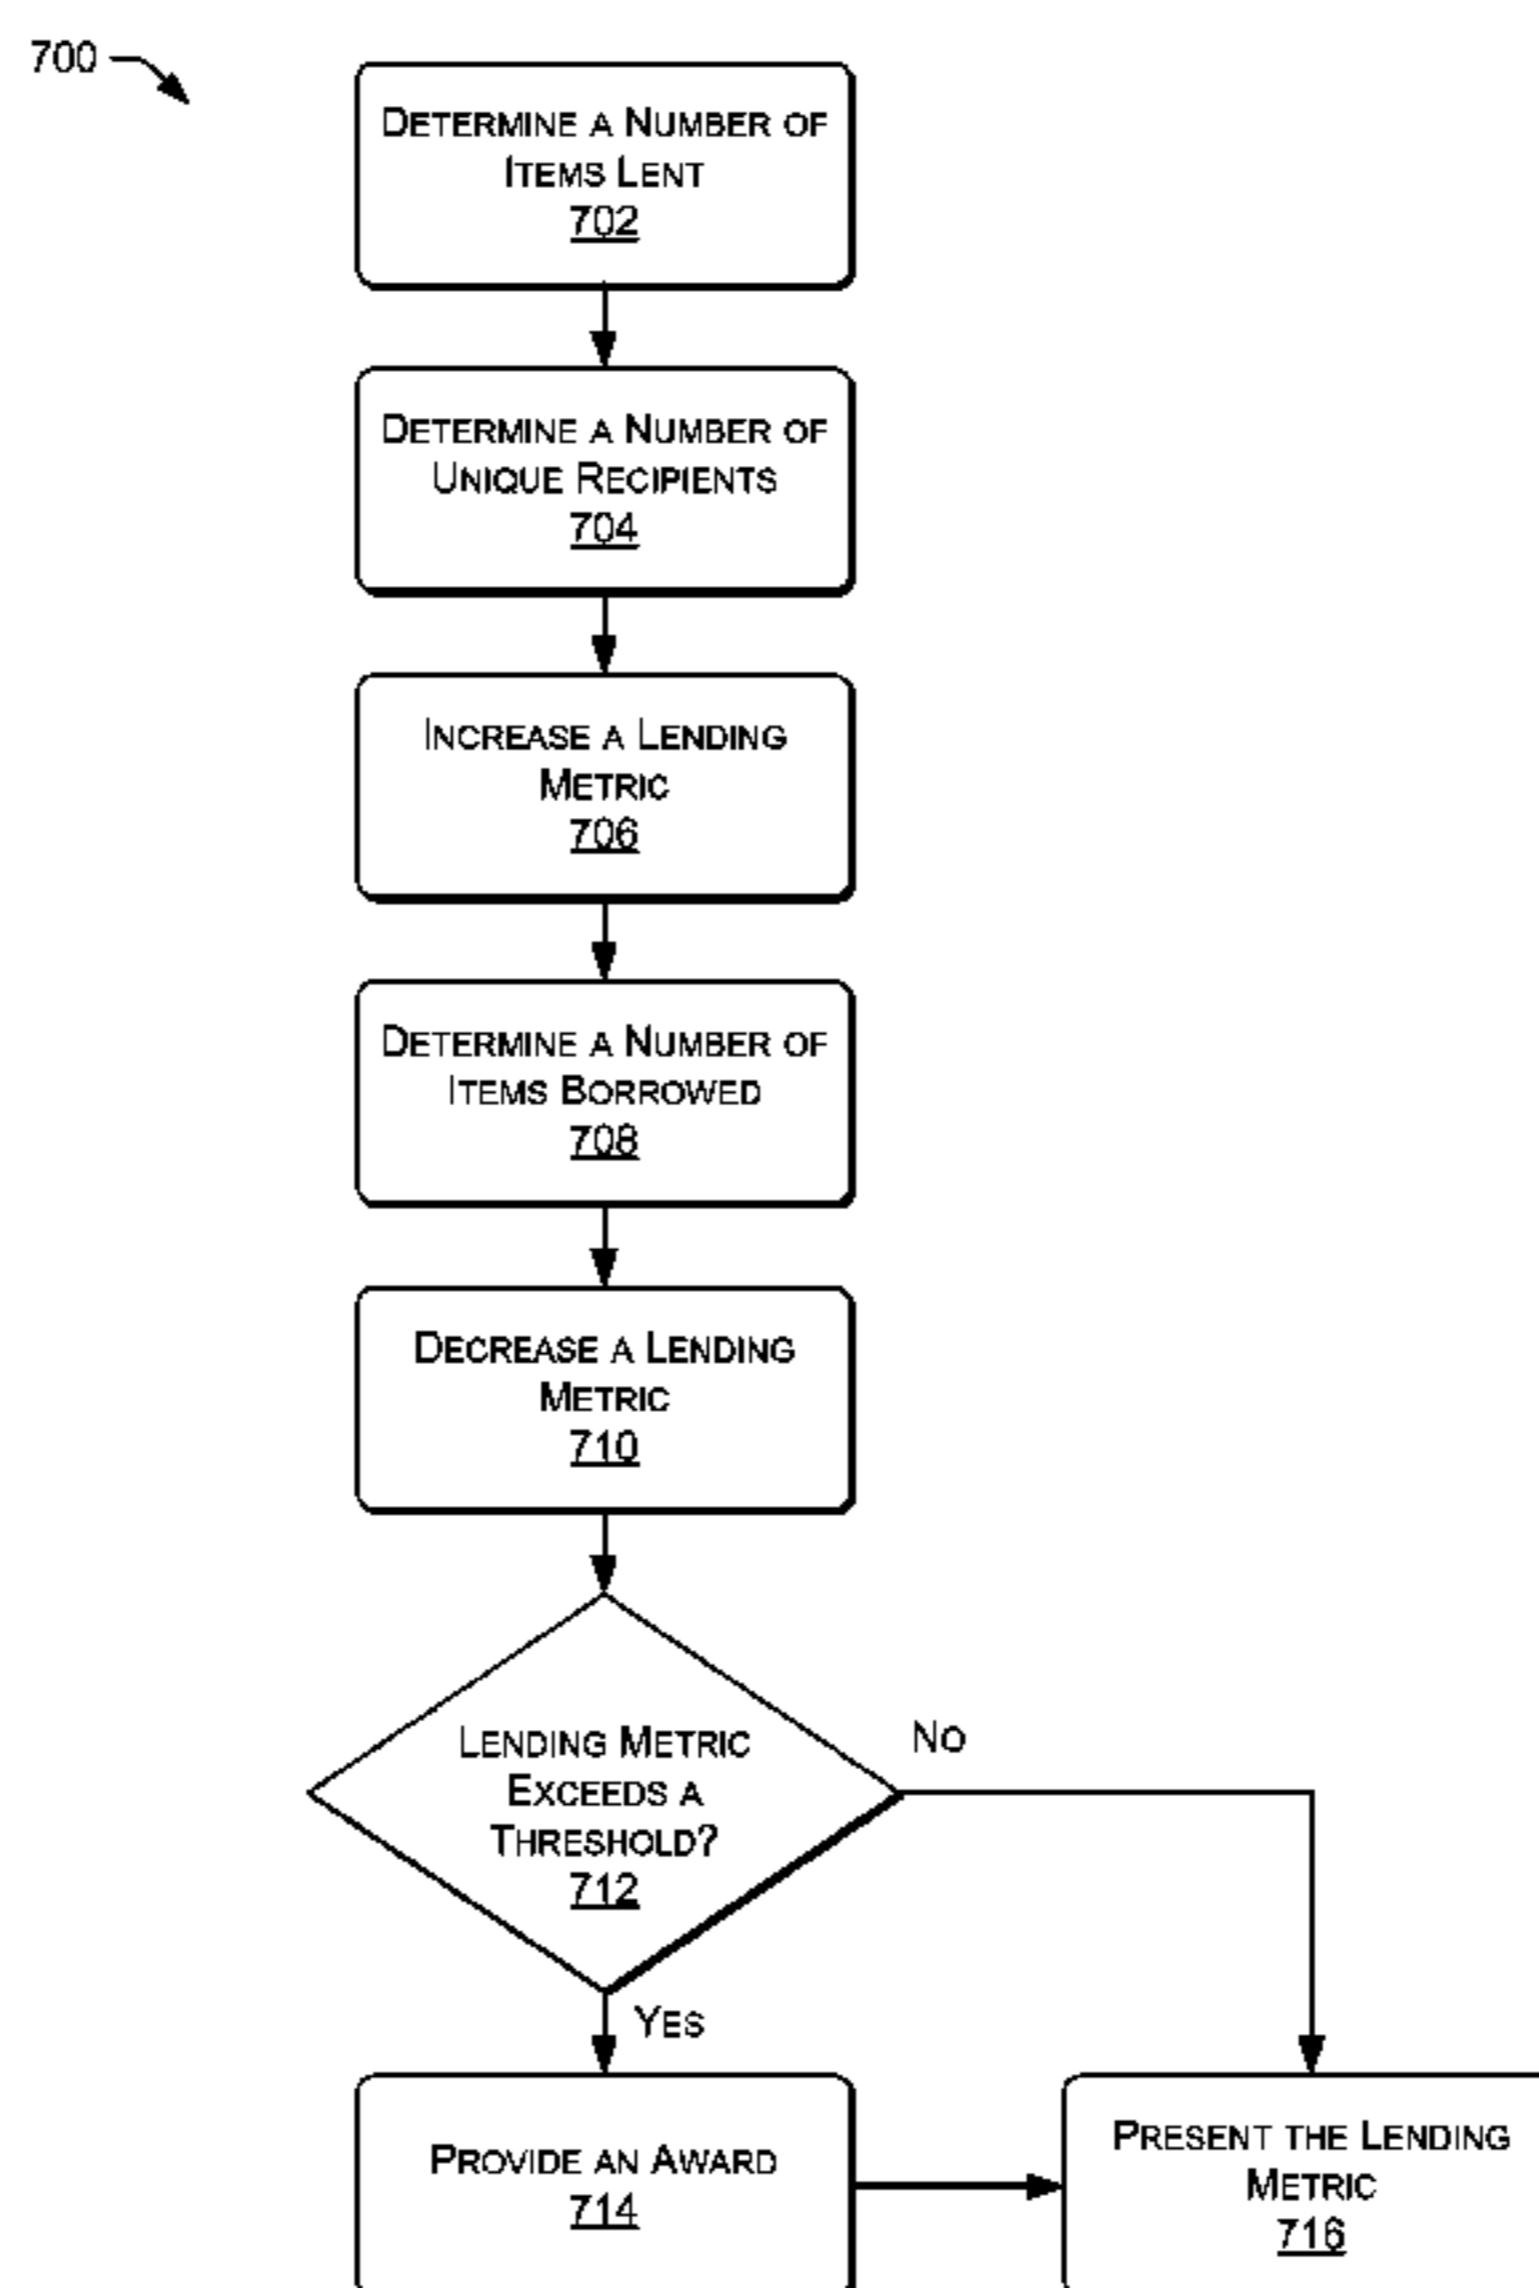 700
DETERMINE A NUMBER OF
ITEMS LENT
702
DETERMINE A NUMBER OF
UNIQUE RECIPIENTS
704
INCREASE A LENDING
METRIC
706
DETERMINE A NUMBER OF
ITEMS BORROWED
708
DECREASE A LENDING
METRIC
710
LENDING METRIC
EXCEEDS A
THRESHOLD?
712
NO
YES
PROVIDE AN AWARD
714
PRESENT THE LENDING
METRIC
716